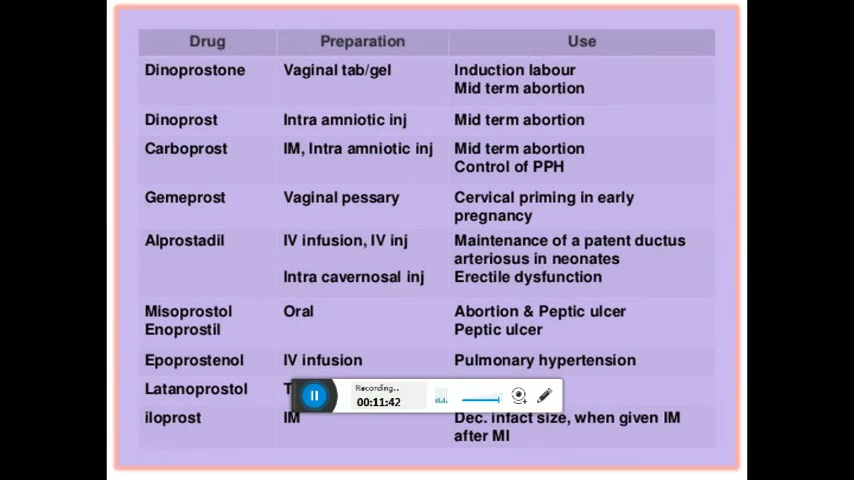 Drug Preparation Use
Dinoprostone Vaginal tab/gel Induction labour
Mid term abortion
Dinoprost Intra amniotic inj Mid term abortion
Carboprost IM, Intra amniotic inj Mid term abortion
Control of PPH
Gemeprost Vaginal pessary Cervical priming in early
pregnancy
Alprostadil IV infusion, IV inj Maintenance of a patent ductus
arteriosus in neonates
Intra cavernosal inj Erectile dysfunction
Misoprostol Oral Abortion & Peptic ulcer
Enoprostil Peptic ulcer
Epoprostenol IV infusion Pulmonary hypertension
Latanoprostol
Recording...
00:11:42
iloprost IM Dec. infact size, when given IM
after MI